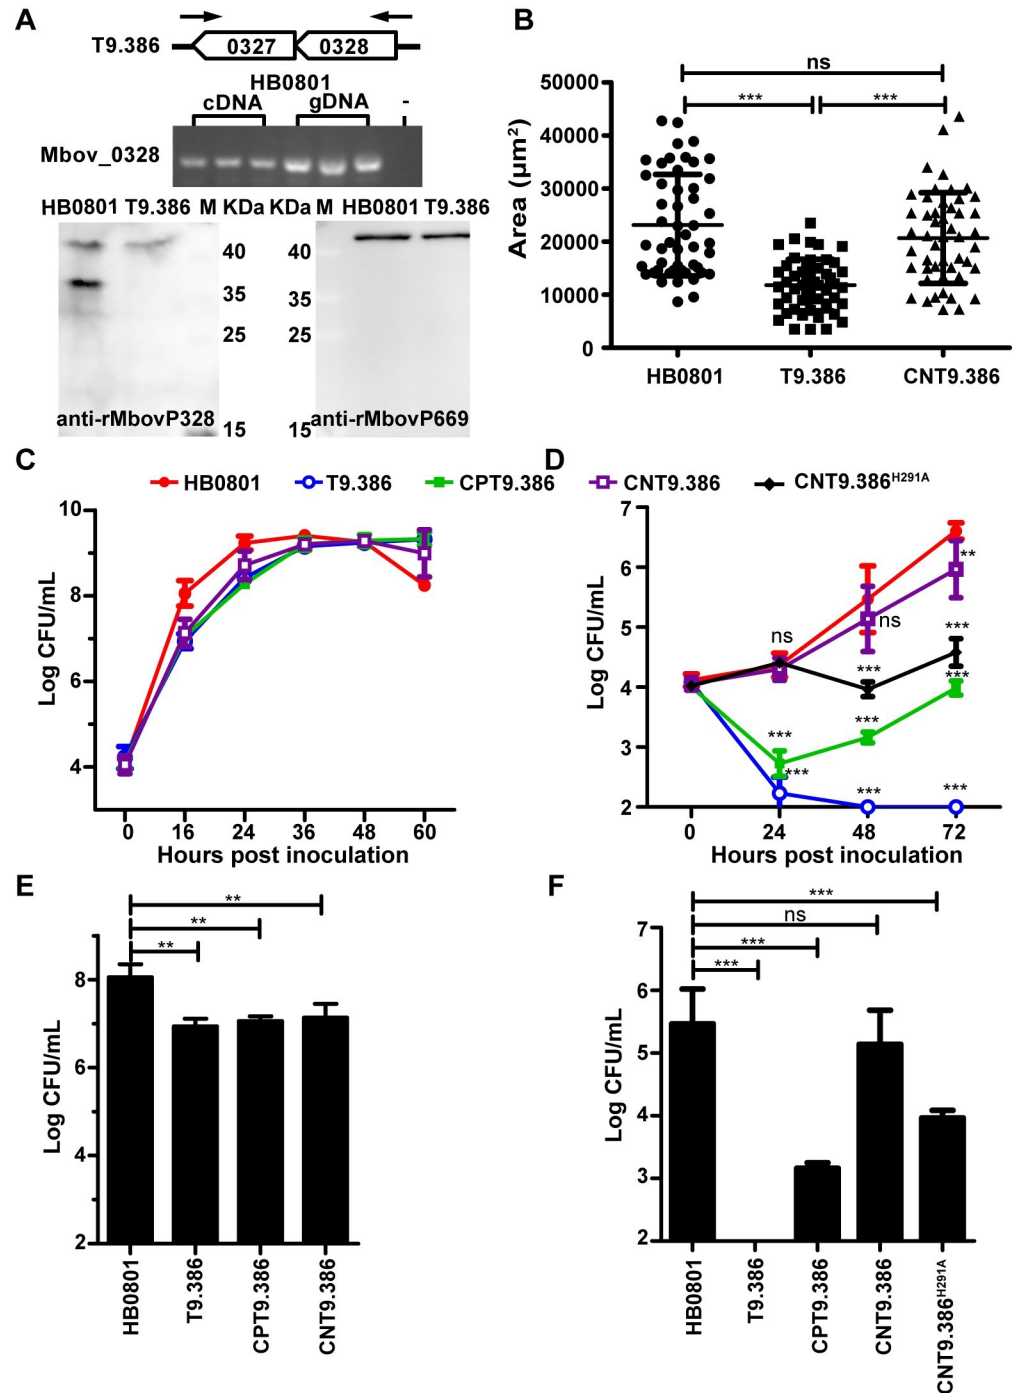 A
T9.386
0327
0328
HB0801
cDNA gDNA -
Mbov_0328
HB0801 T9.386 M KDa KDa M HB0801 T9.386
40 40
35 35
25 25
15 15
anti-rMbovP328 anti-rMbovP669
B
ns
*** ***
Area (µm²)
50000
40000
30000
20000
10000
0
HB0801 T9.386 CNT9.386
C
D
HB0801 T9.386 CPT9.386 CNT9.386 CNT9.386H291A
Log CFU/mL
10
8
6
4
0 16 24 36 48 60
Hours post inoculation
Log CFU/mL
7
6
5
4
3
2
ns
***
***
ns
***
***
***
**
***
***
***
0 24 48 72
Hours post inoculation
E
**
**
**
Log CFU/mL
8
6
4
2
HB0801
T9.386
CPT9.386
CNT9.386
F
***
ns
***
***
Log CFU/mL
7
6
5
4
3
2
HB0801
T9.386
CPT9.386
CNT9.386
CNT9.386H291A